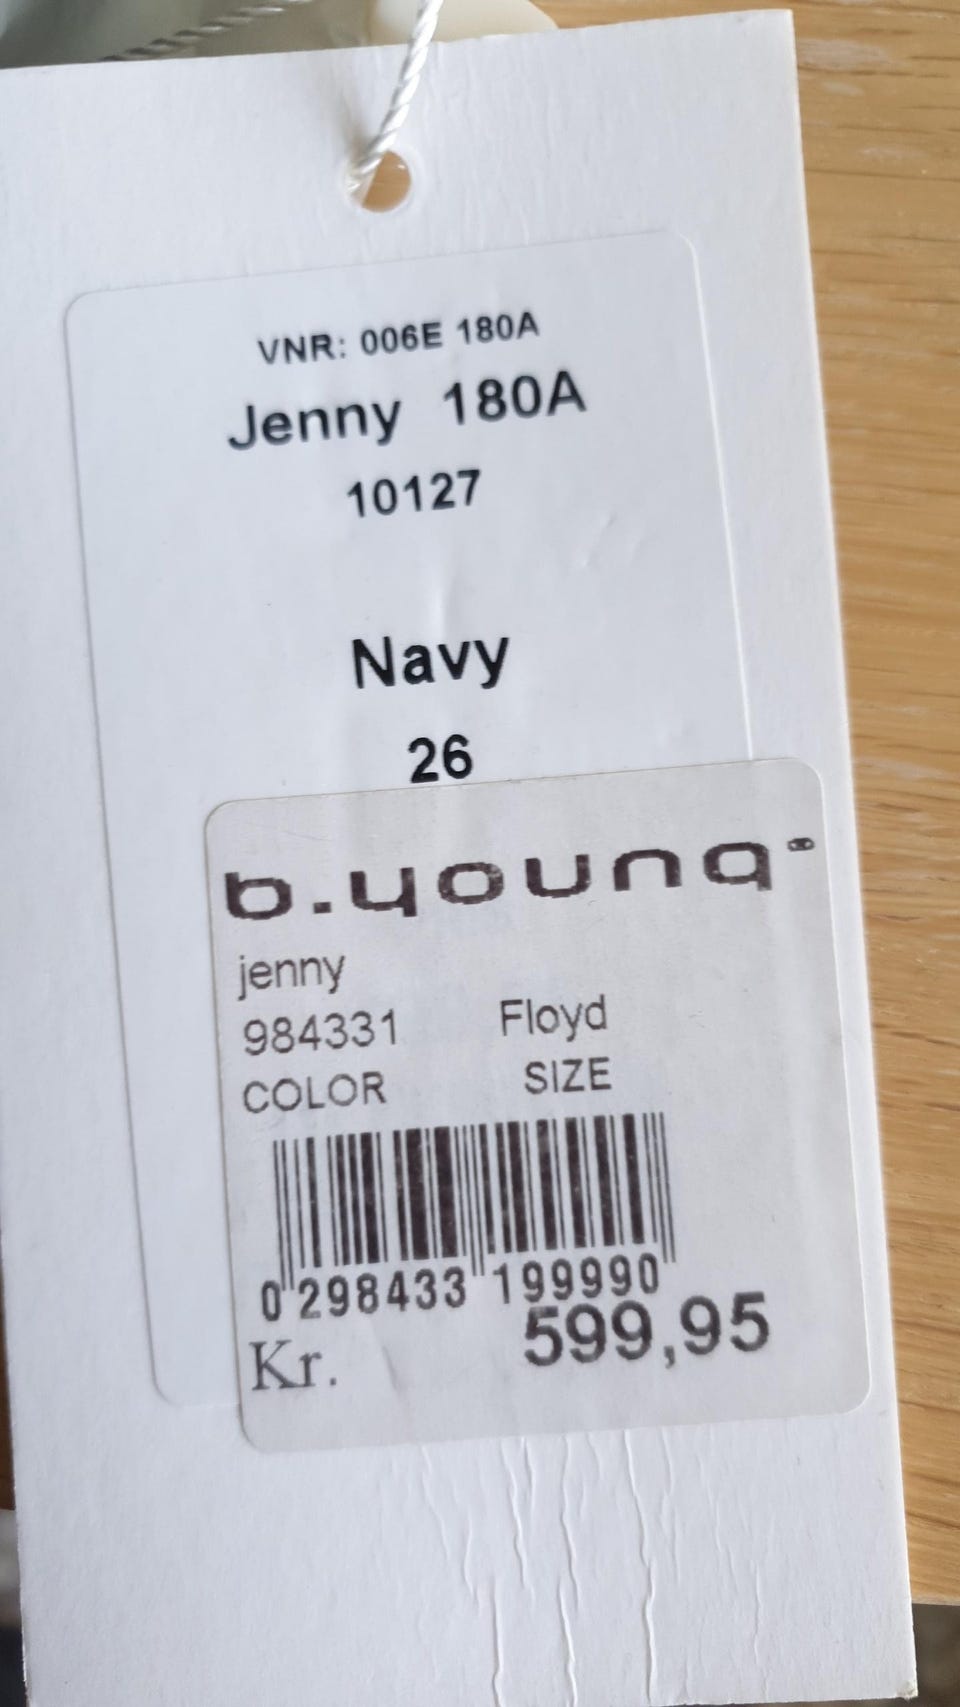 VNR: 006E 180A
Jenny 180A
10127
Navy
26
b.young
jenny
984331 Floyd
COLOR SIZE
0 298433 199990
Kr. 599,95